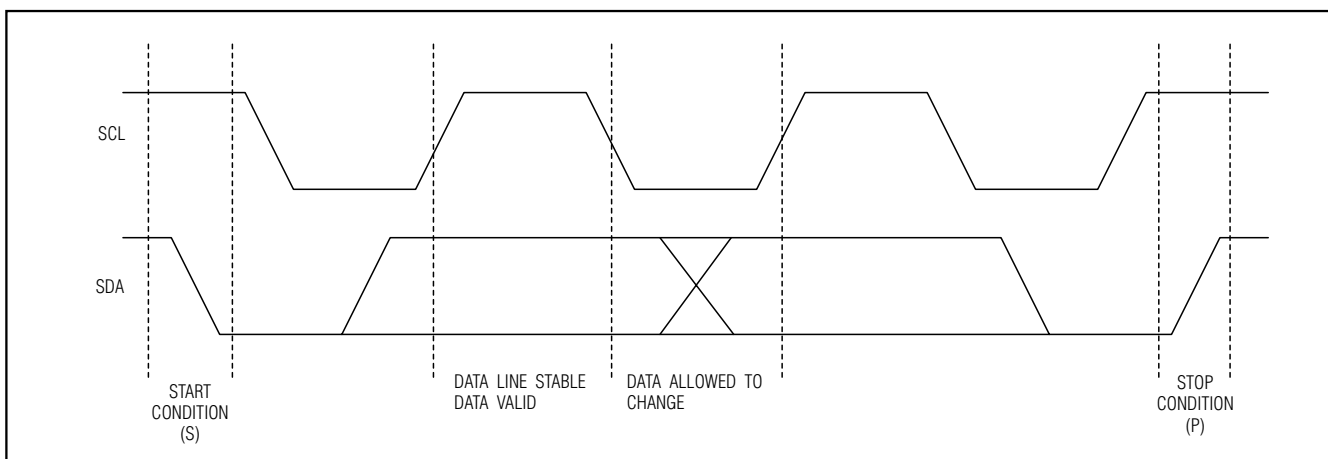 SCL
SDA
START
CONDITION
(S)
DATA LINE STABLE
DATA VALID
DATA ALLOWED TO
CHANGE
STOP
CONDITION
(P)